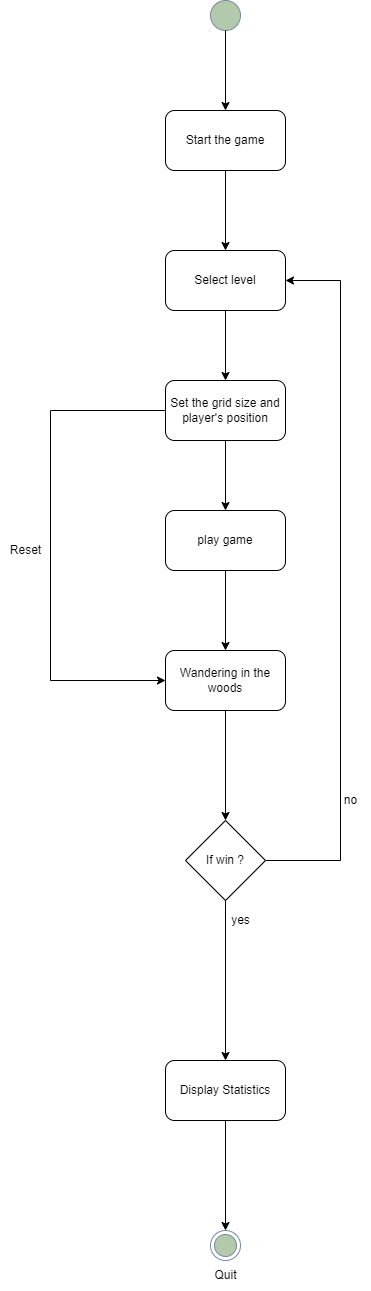 Start the game
Select level
Set the grid size and
player's position
play game
Reset
Wandering in the
woods
no
If win ?
yes
Display Statistics
Quit